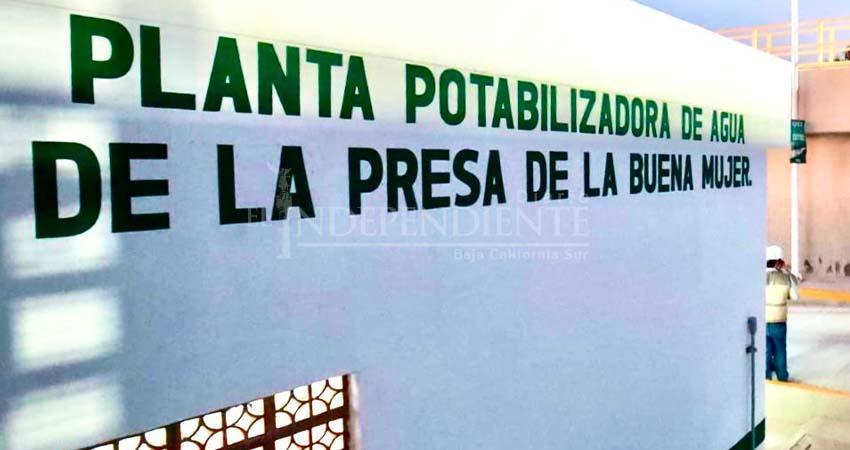 PLANTA POTABILIZADORA DE AGUA
DE LA PRESA DE LA BUENA MUJER.
EL INDEPENDIENTE
Baja California Sur